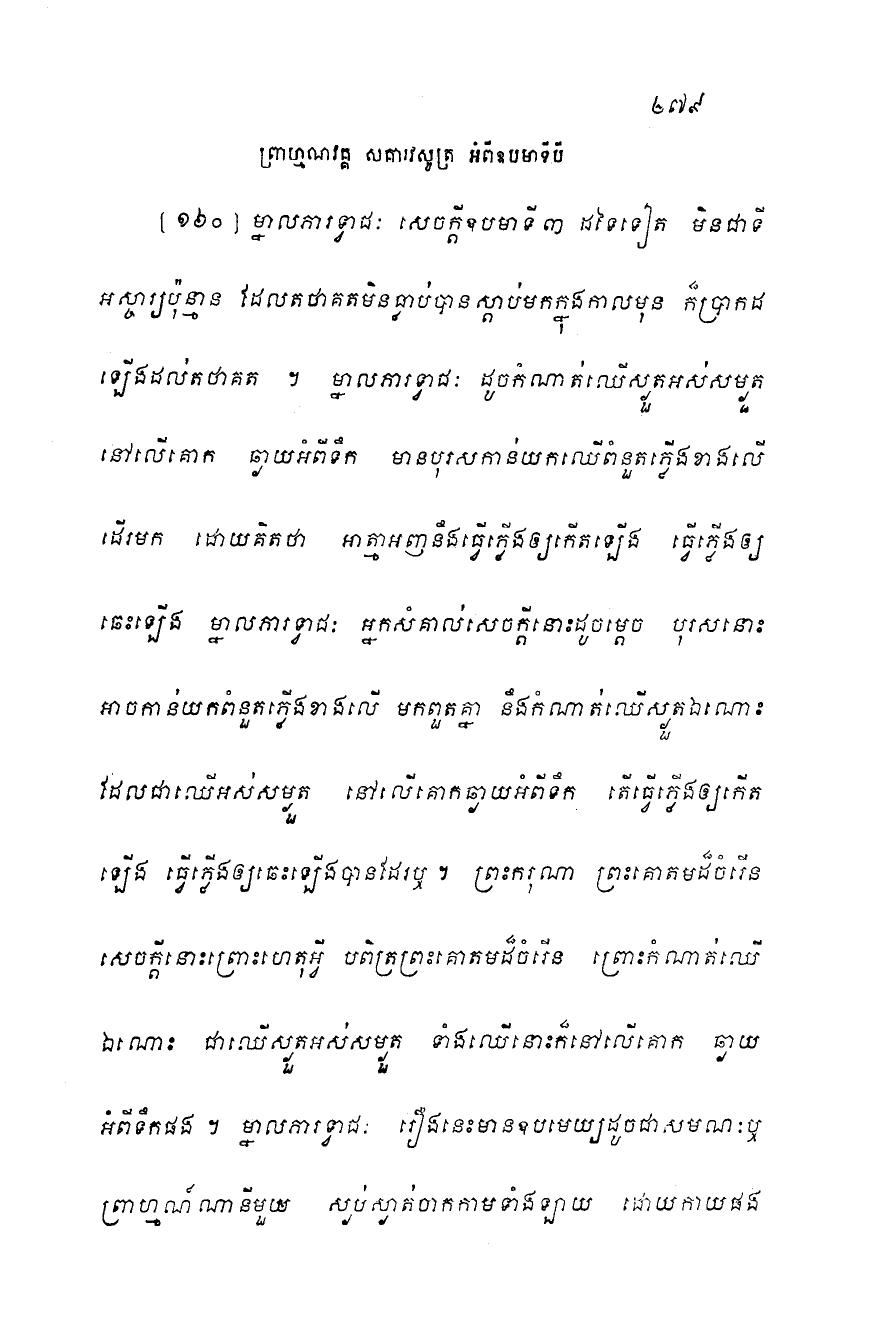 ២៧៩
ព្រាហ្មណវគ្គ សគារវសូត្រ អំពីឧបមាទីបី
[ ១៦០ ] ម្នាលភារទ្វាជៈ សេចក្តីឧបមាទី៣ ដទៃទៀត មិនជាទី
អស្ចារ្យប៉ុន្មាន ដែលតថាគតមិនធ្លាប់បានស្តាប់មកក្នុងកាលមុន ក៏ប្រាកដ
ឡើងដល់តថាគត ។ ម្នាលភារទ្វាជៈ ដូចកំណាត់ឈើស្ងួតអស់សម្ងួត
នៅលើគោក ឆ្ងាយអំពីទឹក មានបុរសកាន់យកឈើពំនួតភ្លើងខាងលើ
ដើរមក ដោយគិតថា អាត្មាអញនឹងធ្វើភ្លើងឲ្យកើតឡើង ធ្វើភ្លើងឲ្យ
ឆេះឡើង ម្នាលភារទ្វាជៈ អ្នកសំគាល់សេចក្តីនោះដូចម្តេច បុរសនោះ
អាចកាន់យកពំនួតភ្លើងខាងលើ មកពួតគ្នា នឹងកំណាត់ឈើស្ងួតឯណោះ
ដែលជាឈើអស់សម្ងួត នៅលើគោកឆ្ងាយអំពីទឹក តើធ្វើភ្លើងឲ្យកើត
ឡើង ធ្វើភ្លើងឲ្យឆេះឡើងបានដែរឬ ។ ព្រះករុណា ព្រះគោតមដ៏ចំរើន
សេចក្តីនោះព្រោះហេតុអ្វី បពិត្រព្រះគោតមដ៏ចំរើន ព្រោះកំណាត់ឈើ
ឯណោះ ជាឈើស្ងួតអស់សម្ងួត ទាំងឈើនោះក៏នៅលើគោក ឆ្ងាយ
អំពីទឹកផង ។ ម្នាលភារទ្វាជៈ រឿងនេះមានឧបមេយ្យដូចជាសមណៈឬ
ព្រាហ្មណ៍ណានីមួយ ស្ងប់ស្ងាត់ចាកកាមទាំងឡាយ ដោយកាយផង